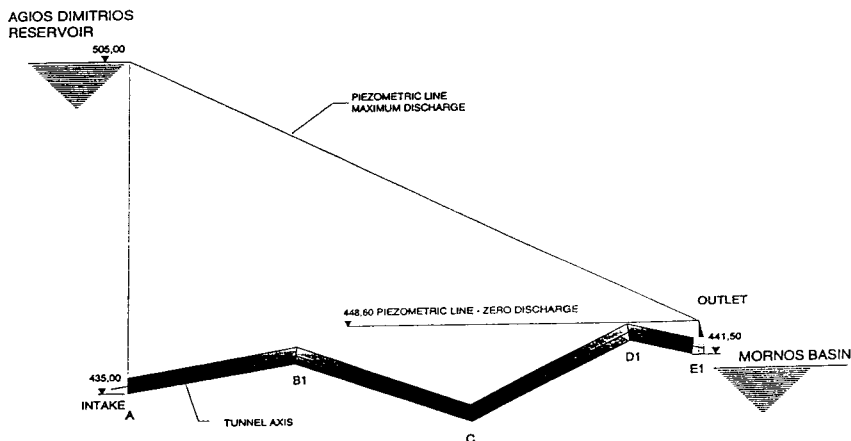 AGIOS DIMITRIOS
RESERVOIR
505,00
PIEZOMETRIC LINE
MAXIMUM DISCHARGE
448,60 PIEZOMETRIC LINE - ZERO DISCHARGE
OUTLET
441,50
MORNOS BASIN
435,00
INTAKE
A
B1
C
D1
E1
TUNNEL AXIS